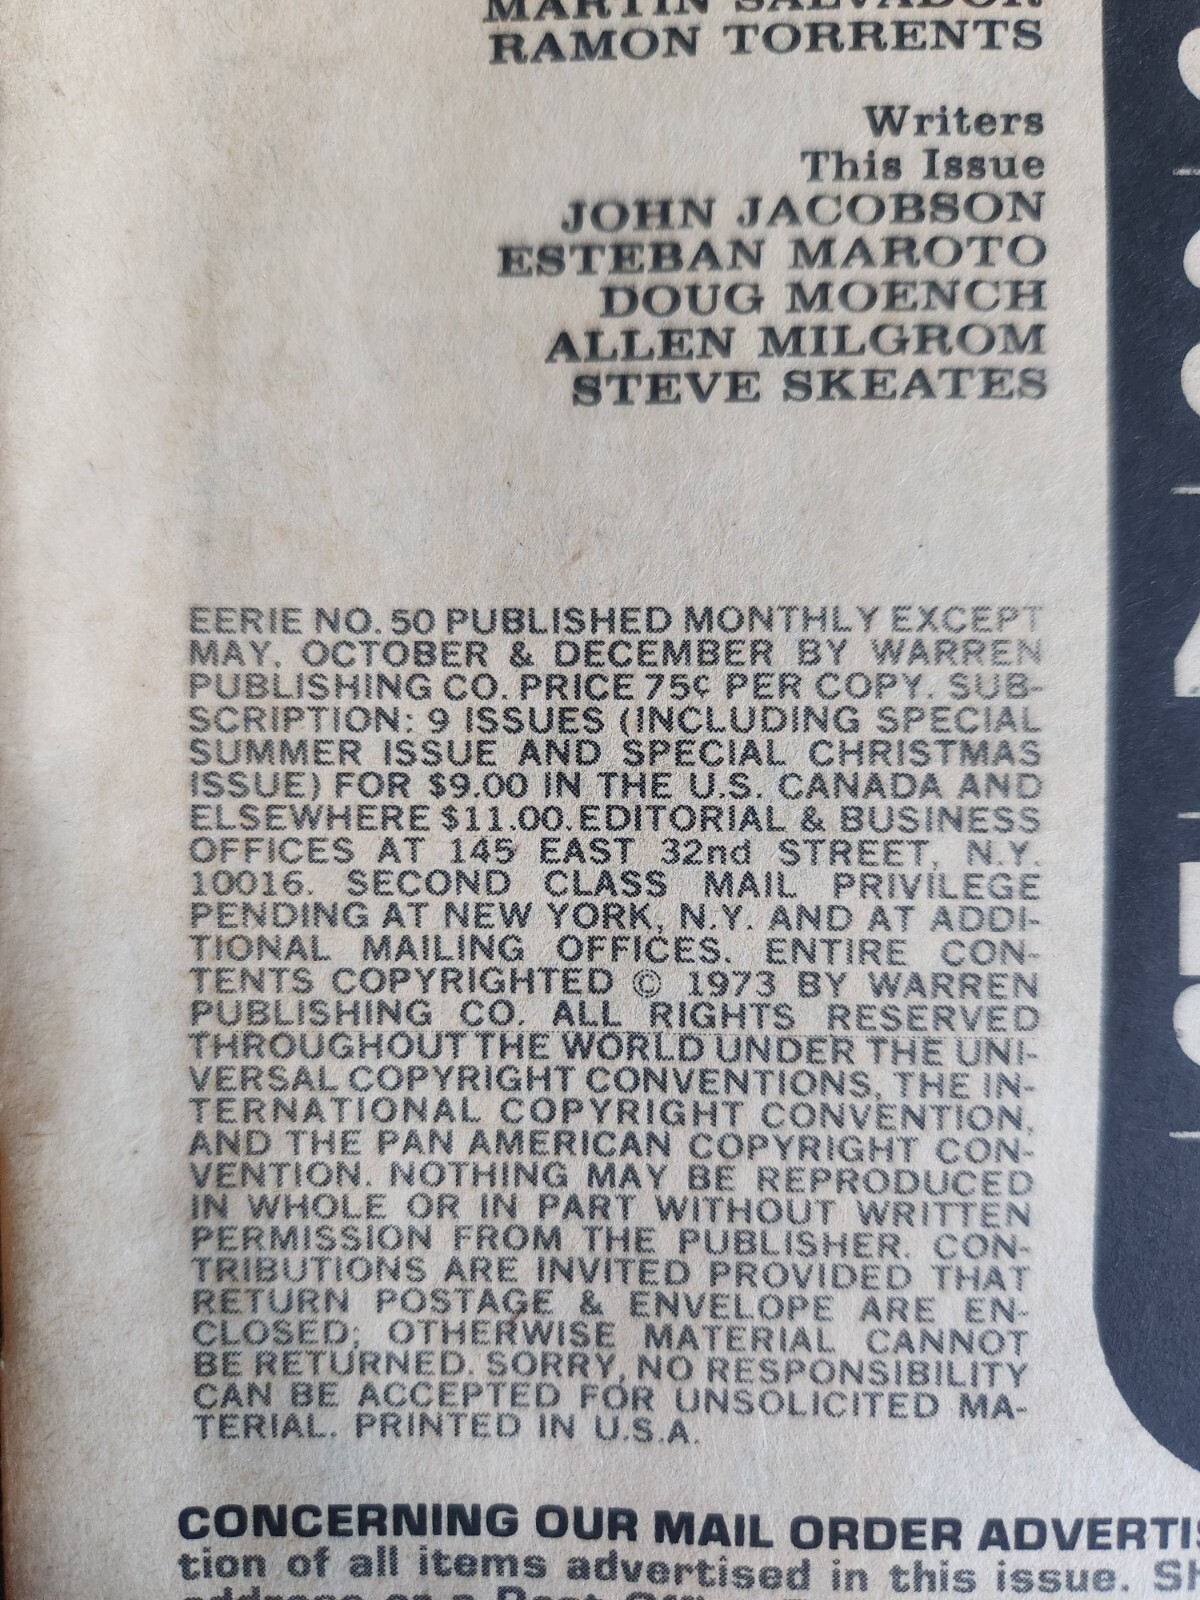 MARTIN SALVADOR
RAMON TORRENTS
Writers
This Issue
JOHN JACOBSON
ESTEBAN MAROTO
DOUG MOENCH
ALLEN MILGROM
STEVE SKEATES
EERIE NO. 50 PUBLISHED MONTHLY EXCEPT
MAY, OCTOBER & DECEMBER BY WARREN
PUBLISHING CO. PRICE 75¢ PER COPY. SUB-
SCRIPTION: 9 ISSUES (INCLUDING SPECIAL
SUMMER ISSUE AND SPECIAL CHRISTMAS
ISSUE) FOR $9.00 IN THE U.S. CANADA AND
ELSEWHERE $11.00. EDITORIAL & BUSINESS
OFFICES AT 145 EAST 32nd STREET, N.Y.
10016. SECOND CLASS MAIL PRIVILEGE
PENDING AT NEW YORK, N.Y. AND AT ADDI-
TIONAL MAILING OFFICES. ENTIRE CON-
TENTS COPYRIGHTED © 1973 BY WARREN
PUBLISHING CO. ALL RIGHTS RESERVED
THROUGHOUT THE WORLD UNDER THE UNI-
VERSAL COPYRIGHT CONVENTIONS, THE IN-
TERNATIONAL COPYRIGHT CONVENTION,
AND THE PAN AMERICAN COPYRIGHT CON-
VENTION. NOTHING MAY BE REPRODUCED
IN WHOLE OR IN PART WITHOUT WRITTEN
PERMISSION FROM THE PUBLISHER. CON-
TRIBUTIONS ARE INVITED PROVIDED THAT
RETURN POSTAGE & ENVELOPE ARE EN-
CLOSED; OTHERWISE MATERIAL CANNOT
BE RETURNED. SORRY, NO RESPONSIBILITY
CAN BE ACCEPTED FOR UNSOLICITED MA-
TERIAL. PRINTED IN U.S.A.
CONCERNING OUR MAIL ORDER ADVERTIS
tion of all items advertised in this issue. Sh